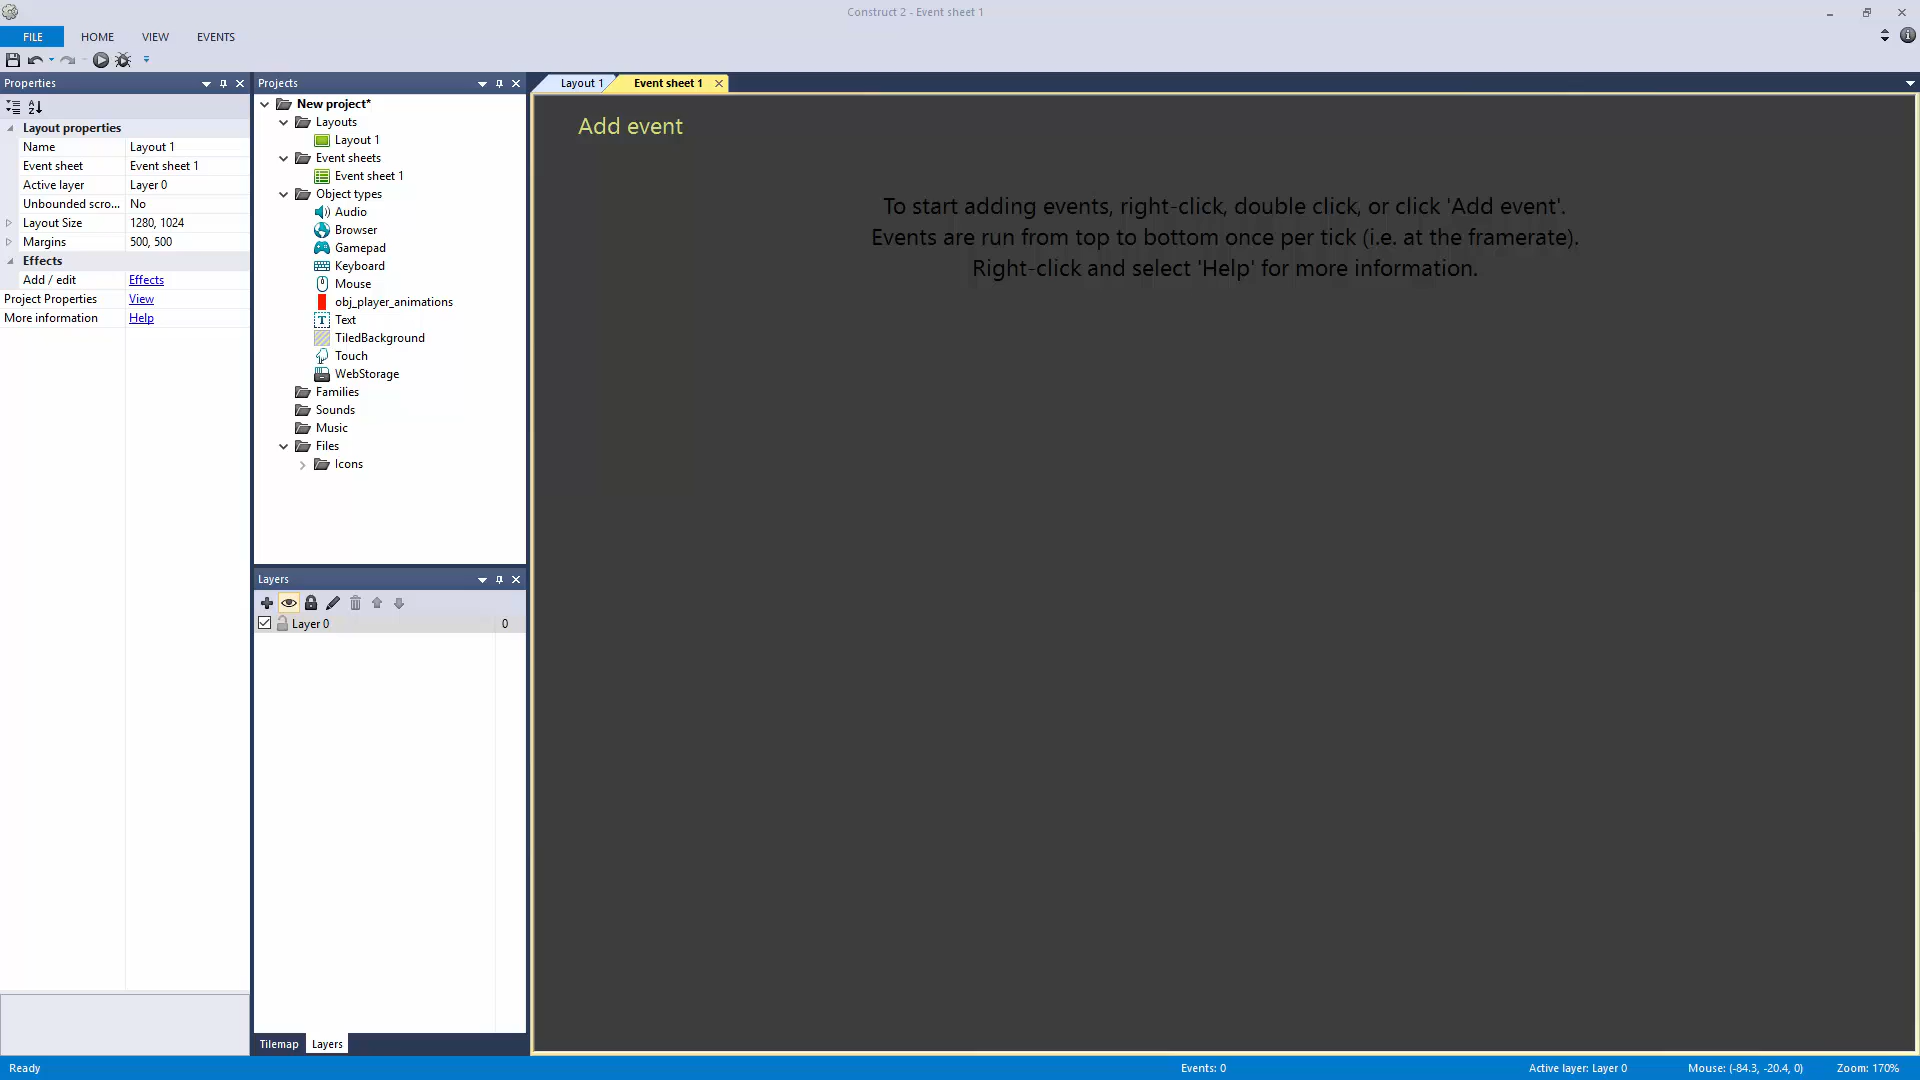 Construct 2 - Event sheet 1
FILE HOME VIEW EVENTS
Properties
Layout properties
Name Layout 1
Event sheet Event sheet 1
Active layer Layer 0
Unbounded scro... No
Layout Size 1280, 1024
Margins 500, 500
Effects
Add / edit Effects
Project Properties View
More information Help
Projects
New project*
Layouts
Layout 1
Event sheets
Event sheet 1
Object types
Audio
Browser
Gamepad
Keyboard
Mouse
obj_player_animations
Text
TiledBackground
Touch
WebStorage
Families
Sounds
Music
Files
Icons
Layers
Layer 0 0
Tilemap Layers
Layout 1 Event sheet 1
Add event
To start adding events, right-click, double click, or click 'Add event'.
Events are run from top to bottom once per tick (i.e. at the framerate).
Right-click and select 'Help' for more information.
Ready Events: 0 Active layer: Layer 0 Mouse: (-84.3, -20.4, 0) Zoom: 170%